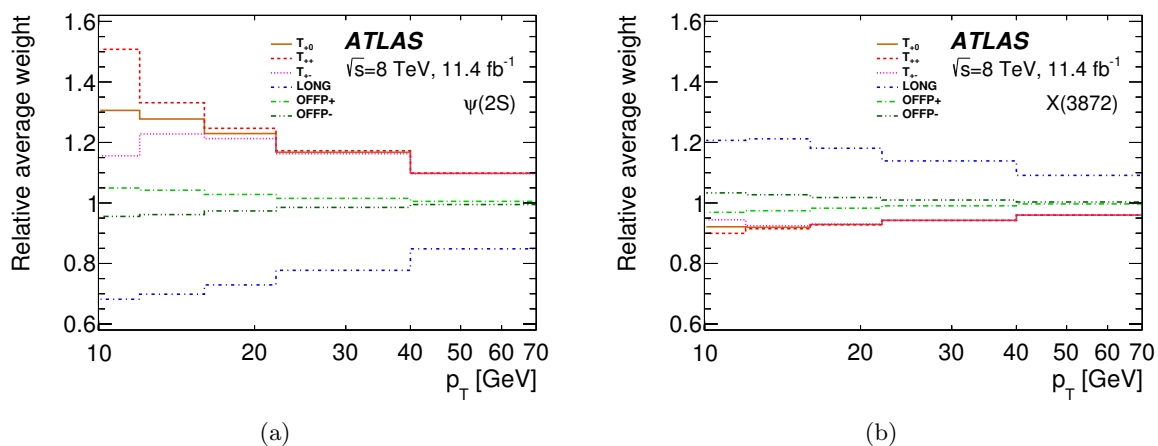 Relative average weight
1.6
1.4
1.2
1
0.8
0.6
T+0
T++
T+-
LONG
OFFP+
OFFP-
ATLAS
√s=8 TeV, 11.4 fb⁻¹
ψ(2S)
10 20 30 40 50 60 70
p_T [GeV]
(a)
Relative average weight
1.6
1.4
1.2
1
0.8
0.6
T+0
T++
T+-
LONG
OFFP+
OFFP-
ATLAS
√s=8 TeV, 11.4 fb⁻¹
X(3872)
10 20 30 40 50 60 70
p_T [GeV]
(b)